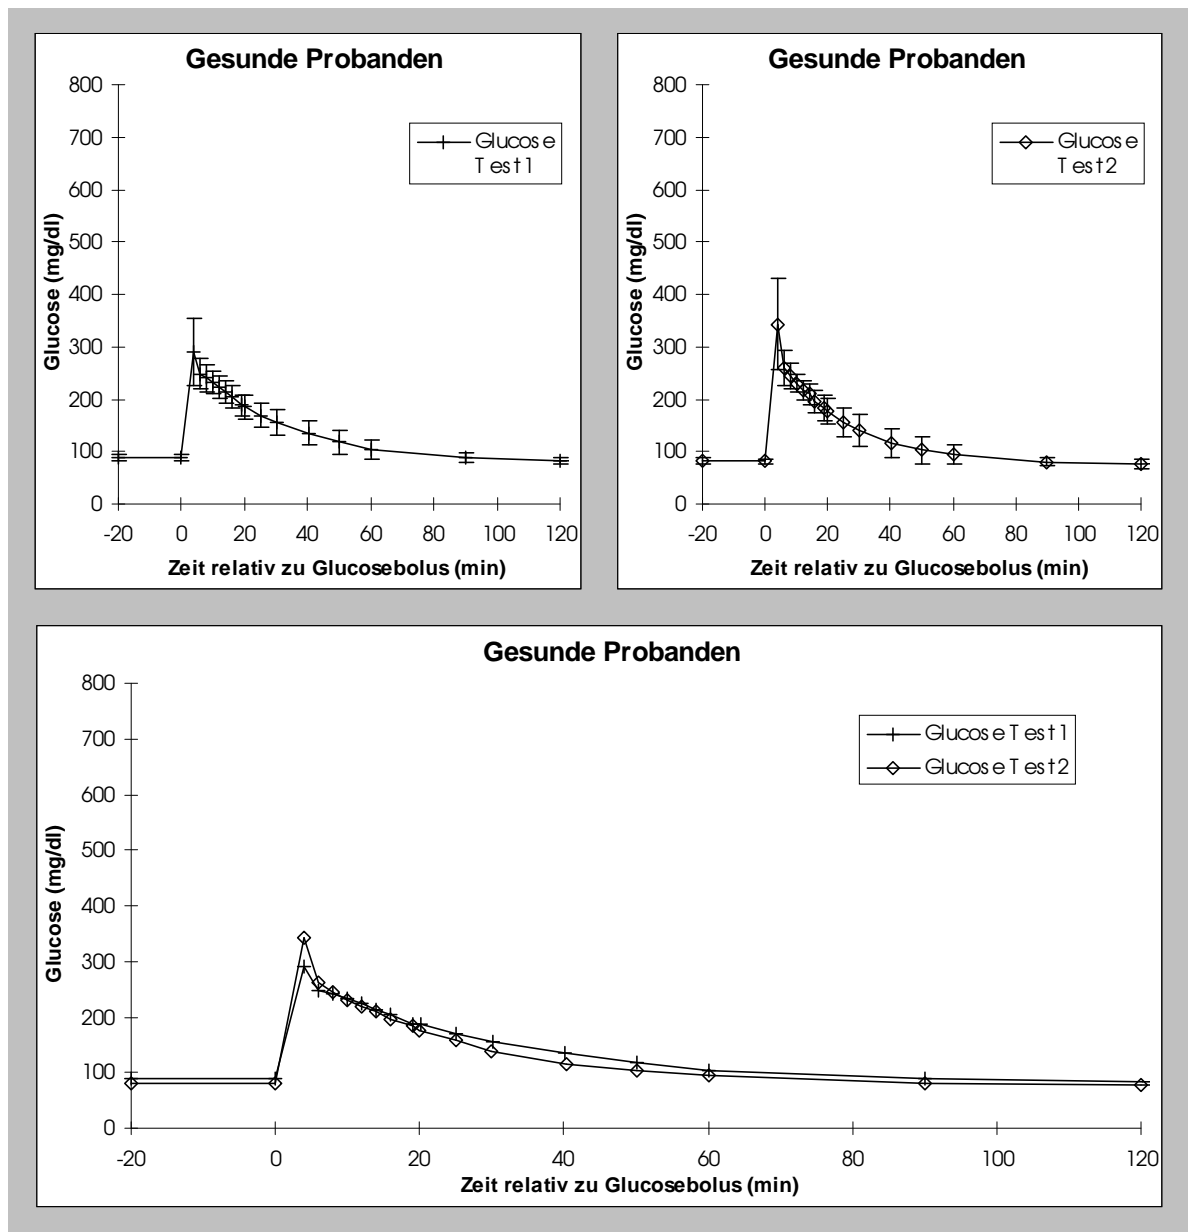 Gesunde Probanden
800
700
600
500
400
300
200
100
0
Glucose (mg/dl)
Glucose
Test1
-20 0 20 40 60 80 100 120
Zeit relativ zu Glucosebolus (min)
Gesunde Probanden
800
700
600
500
400
300
200
100
0
Glucose (mg/dl)
Glucose
Test2
-20 0 20 40 60 80 100 120
Zeit relativ zu Glucosebolus (min)
Gesunde Probanden
800
700
600
500
400
300
200
100
0
Glucose (mg/dl)
Glucose Test1
Glucose Test2
-20 0 20 40 60 80 100 120
Zeit relativ zu Glucosebolus (min)